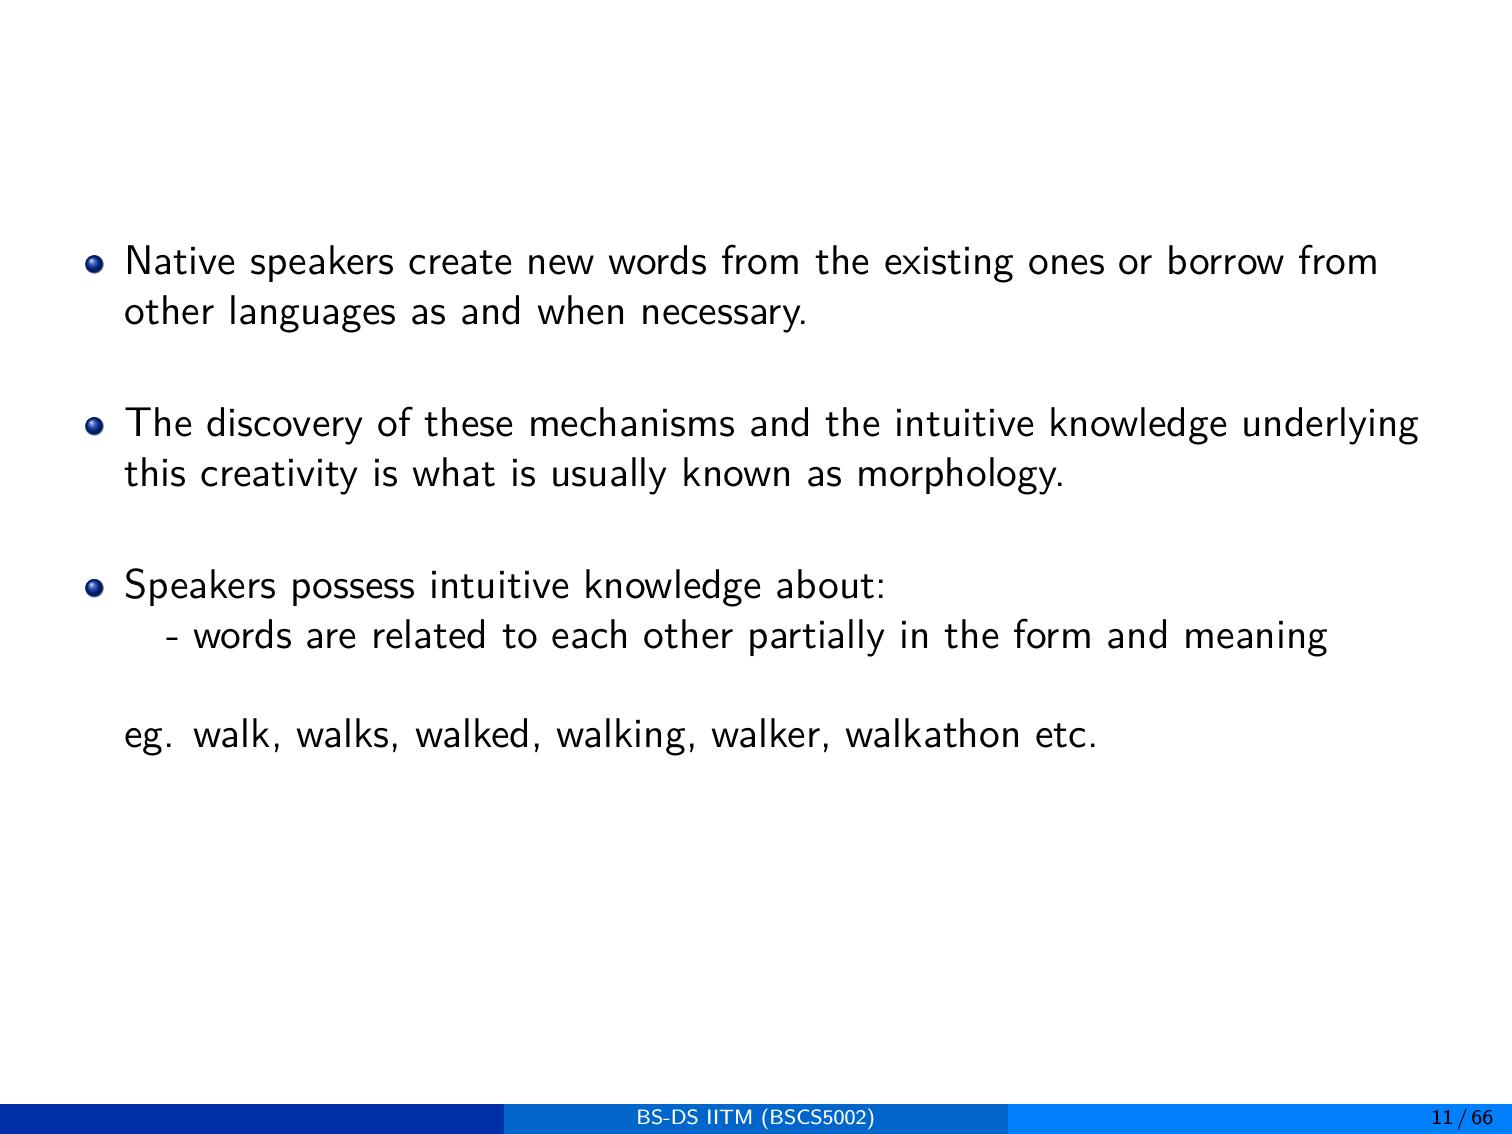 Native speakers create new words from the existing ones or borrow from
other languages as and when necessary.
The discovery of these mechanisms and the intuitive knowledge underlying
this creativity is what is usually known as morphology.
Speakers possess intuitive knowledge about:
- words are related to each other partially in the form and meaning
eg. walk, walks, walked, walking, walker, walkathon etc.
BS-DS IITM (BSCS5002)
11 / 66